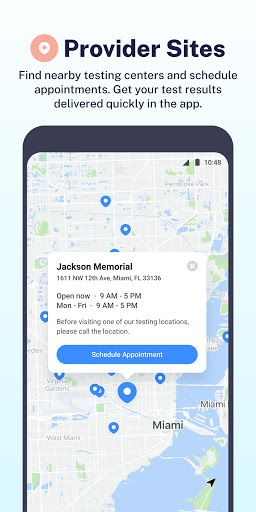 Provider Sites
Find nearby testing centers and schedule
appointments. Get your test results
delivered quickly in the app.
10:48
Pembroke Park
Jackson Memorial
1611 NW 12th Ave, Miami, FL 33136
Open now · 9 AM - 5 PM
Mon - Fri · 9 AM - 5 PM
Before visiting one of our testing locations,
please call the location.
Schedule Appointment
Virginia
Gardens
Miami
Miami
West Miami